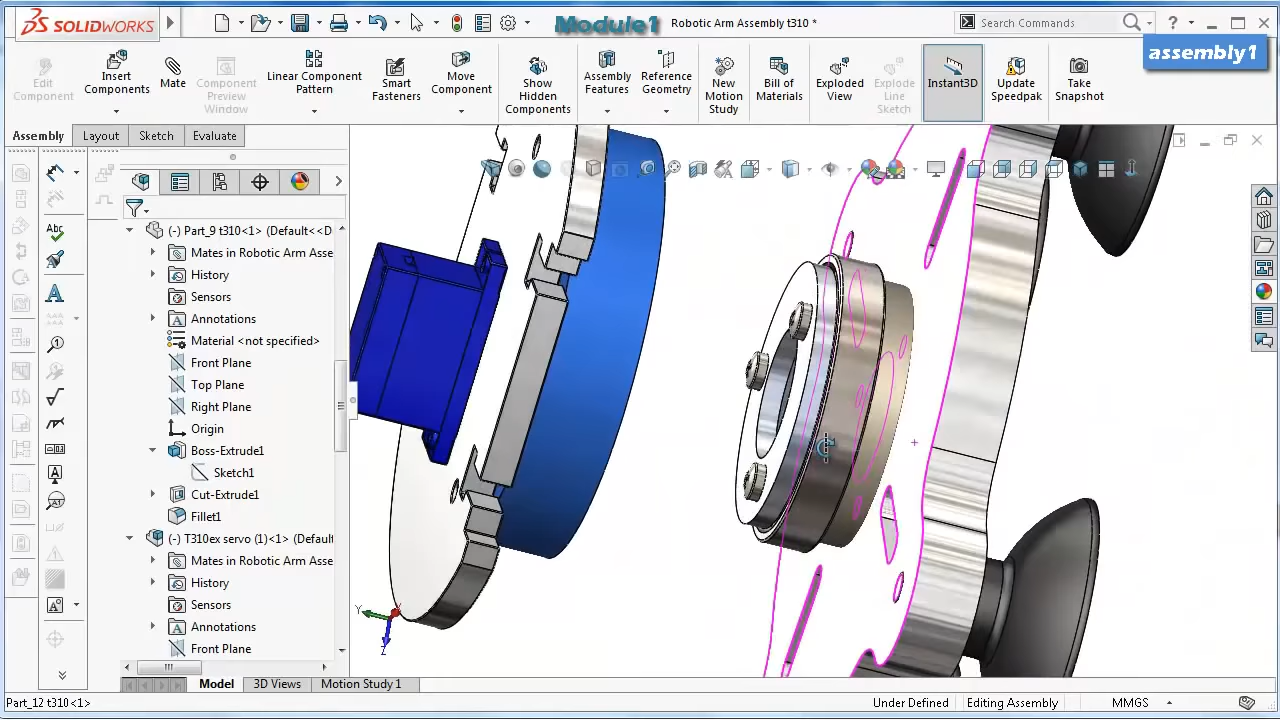 SOLIDWORKS
Module1
Robotic Arm Assembly t310 *
Search Commands
?
assembly1
Edit Component
Insert Components
Mate
Component Preview Window
Linear Component Pattern
Smart Fasteners
Move Component
Show Hidden Components
Assembly Features
Reference Geometry
New Motion Study
Bill of Materials
Exploded View
Explode Line Sketch
Instant3D
Update Speedpak
Take Snapshot
Assembly
Layout
Sketch
Evaluate
(-) Part_9 t310<1> (Default<<D
Mates in Robotic Arm Asse
History
Sensors
Annotations
Material <not specified>
Front Plane
Top Plane
Right Plane
Origin
Boss-Extrude1
Sketch1
Cut-Extrude1
Fillet1
(-) T310ex servo (1)<1> (Default
Mates in Robotic Arm Asse
History
Sensors
Annotations
Front Plane
Y
X
Z
Model
3D Views
Motion Study 1
Part_12 t310<1>
Under Defined
Editing Assembly
MMGS